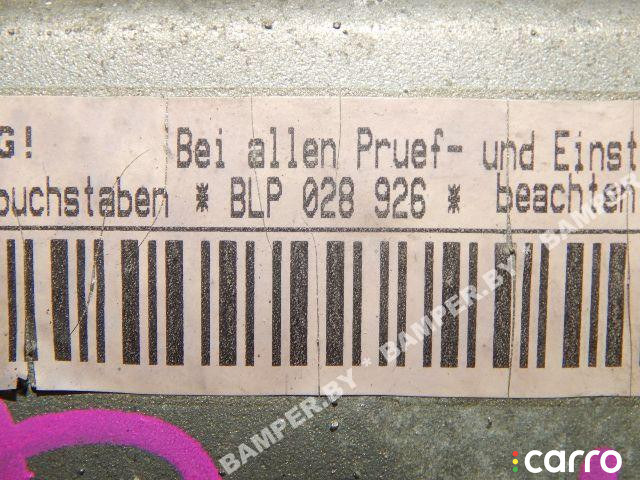 G! Bei allen Pruef- und Einst
buchstaben * BLP 028 926 * beachten
BAMPER.BY * BAMPER.BY * BAMPER.BY
carro